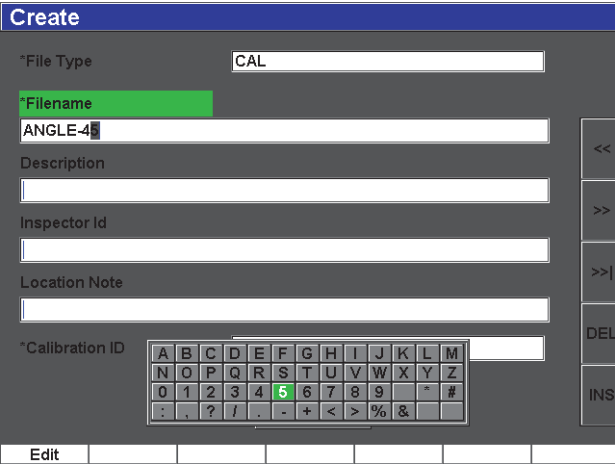 Create
*File Type
CAL
*Filename
ANGLE-45
Description
Inspector Id
Location Note
*Calibration ID
A B C D E F G H I J K L M
N O P Q R S T U V W X Y Z
0 1 2 3 4 5 6 7 8 9 * #
: , ? / . - + < > % &
<<
>>
>>|
DEL
INS
Edit